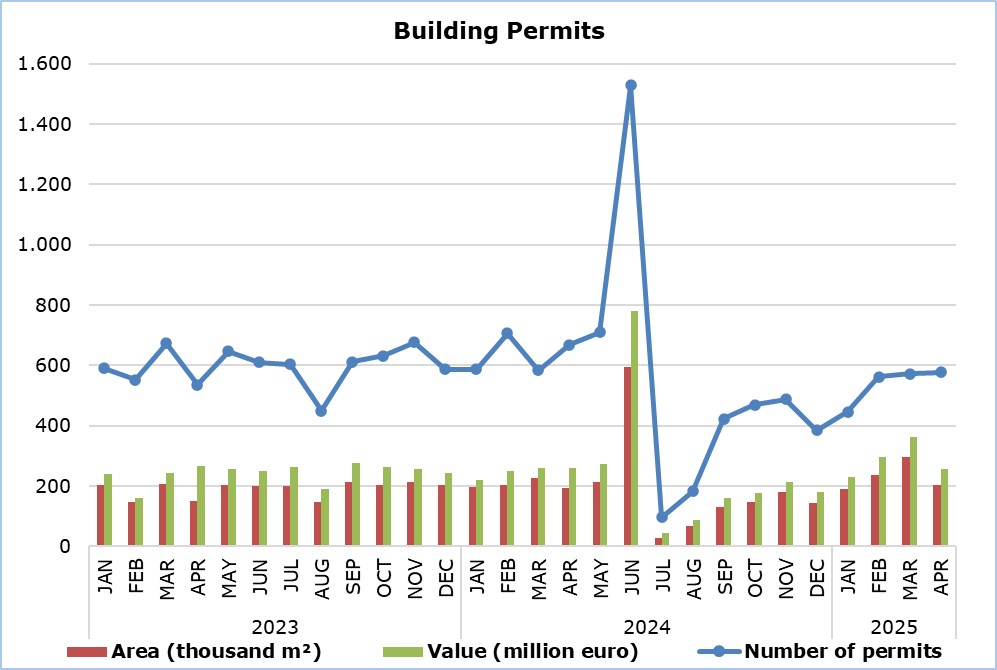 Building Permits
1.600
1.400
1.200
1.000
800
600
400
200
0
JAN FEB MAR APR MAY JUN JUL AUG SEP OCT NOV DEC JAN FEB MAR APR MAY JUN JUL AUG SEP OCT NOV DEC JAN FEB MAR APR
2023 2024 2025
Area (thousand m²) Value (million euro) Number of permits